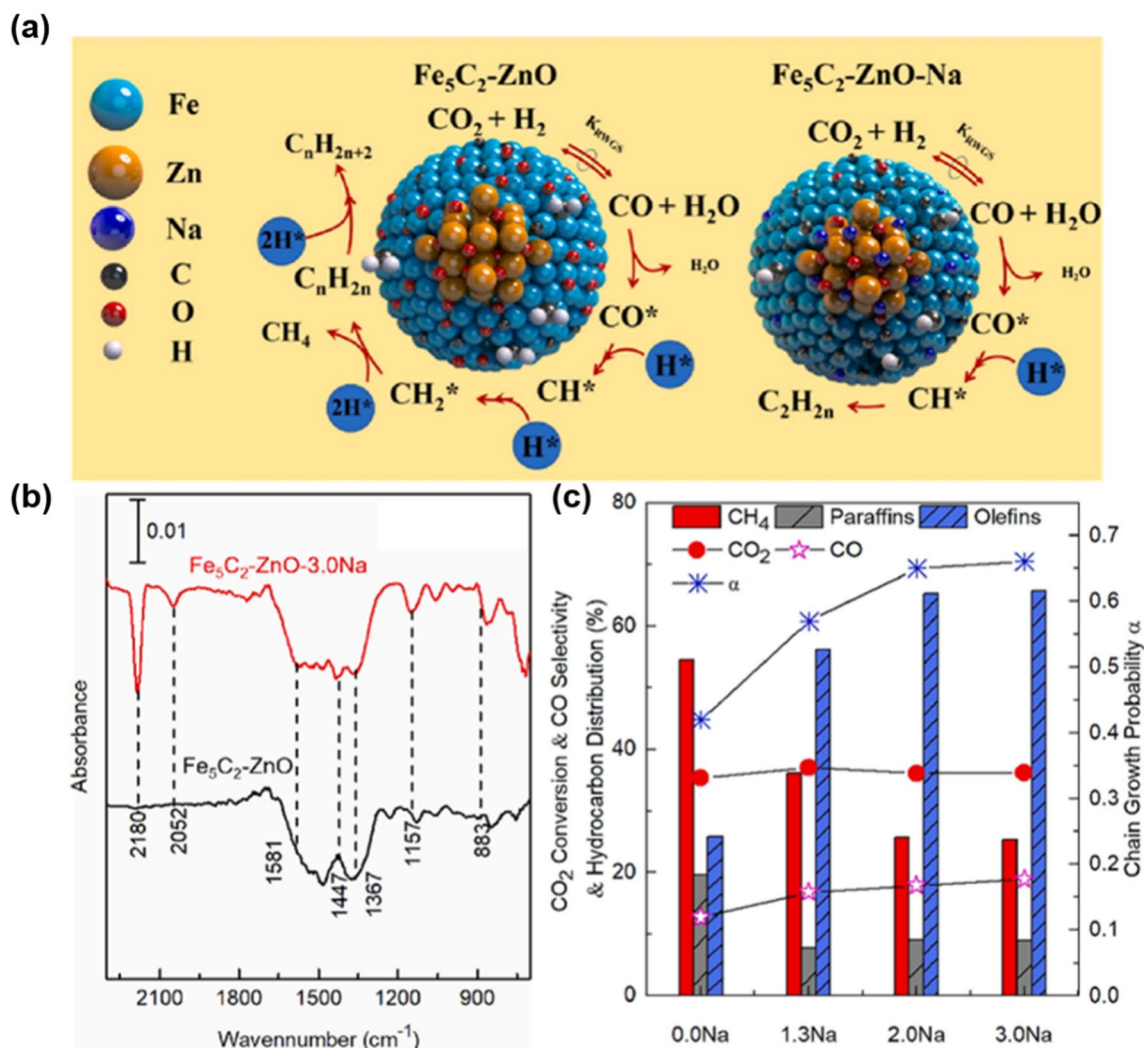 (a)
Fe
Zn
Na
C
O
H
Fe₅C₂-ZnO
CO₂ + H₂
K_RWGS
CO + H₂O
H₂O
CO*
H*
CH*
H*
CH₂*
2H*
CH₄
CₙH₂ₙ
2H*
CₙH₂ₙ₊₂
Fe₅C₂-ZnO-Na
CO₂ + H₂
K_RWGS
CO + H₂O
H₂O
CO*
H*
CH*
C₂H₂ₙ
(b)
0.01
Fe₅C₂-ZnO-3.0Na
Fe₅C₂-ZnO
2180
2052
1581
1447
1367
1157
883
Absorbance
2100 1800 1500 1200 900
Wavennumber (cm⁻¹)
(c)
CH₄ Paraffins Olefins
CO₂ CO
α
80
60
40
20
0
CO₂ Conversion & CO Selectivity
& Hydrocarbon Distribution (%)
0.7
0.6
0.5
0.4
0.3
0.2
0.1
0.0
Chain Growth Probability α
0.0Na 1.3Na 2.0Na 3.0Na